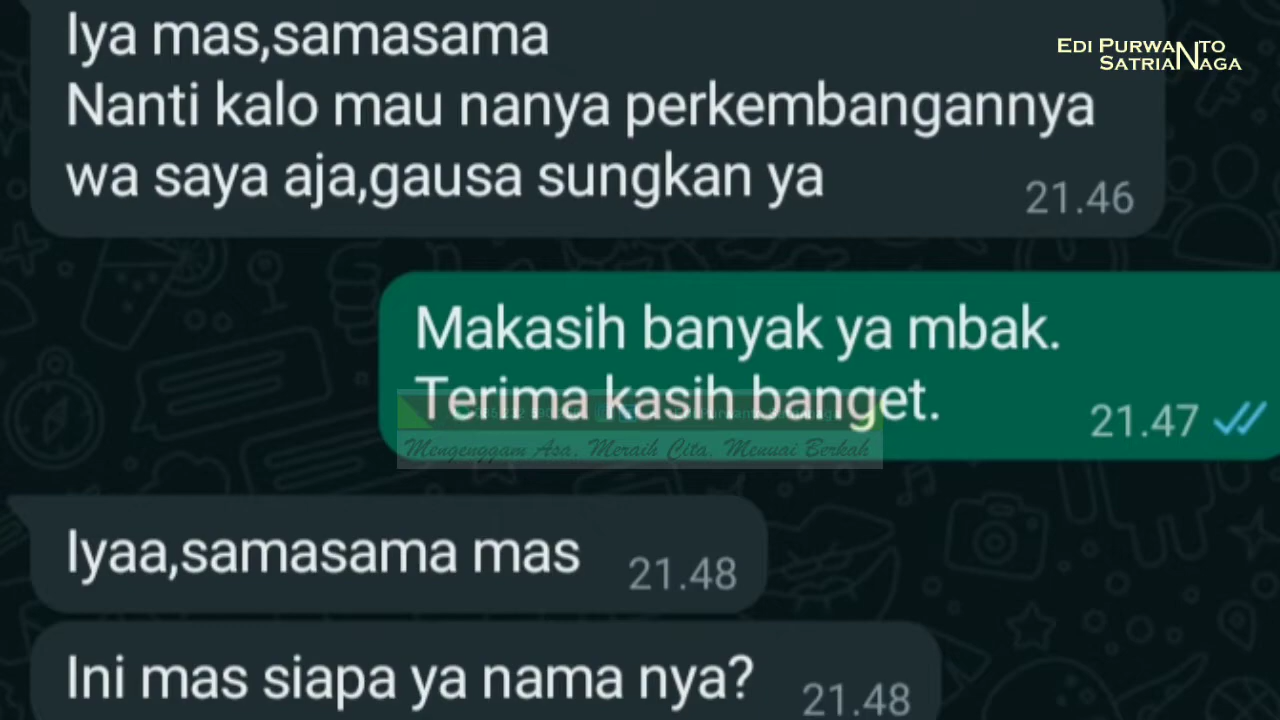 Iya mas,samasama
EDI PURWANTO
SATRIANAGA
Nanti kalo mau nanya perkembangannya
wa saya aja,gausa sungkan ya
21.46
Makasih banyak ya mbak.
Terima kasih banget.
21.47
Mengenggam Asa, Meraih Cita, Menuai Berkah
Iyaa,samasama mas
21.48
Ini mas siapa ya nama nya?
21.48